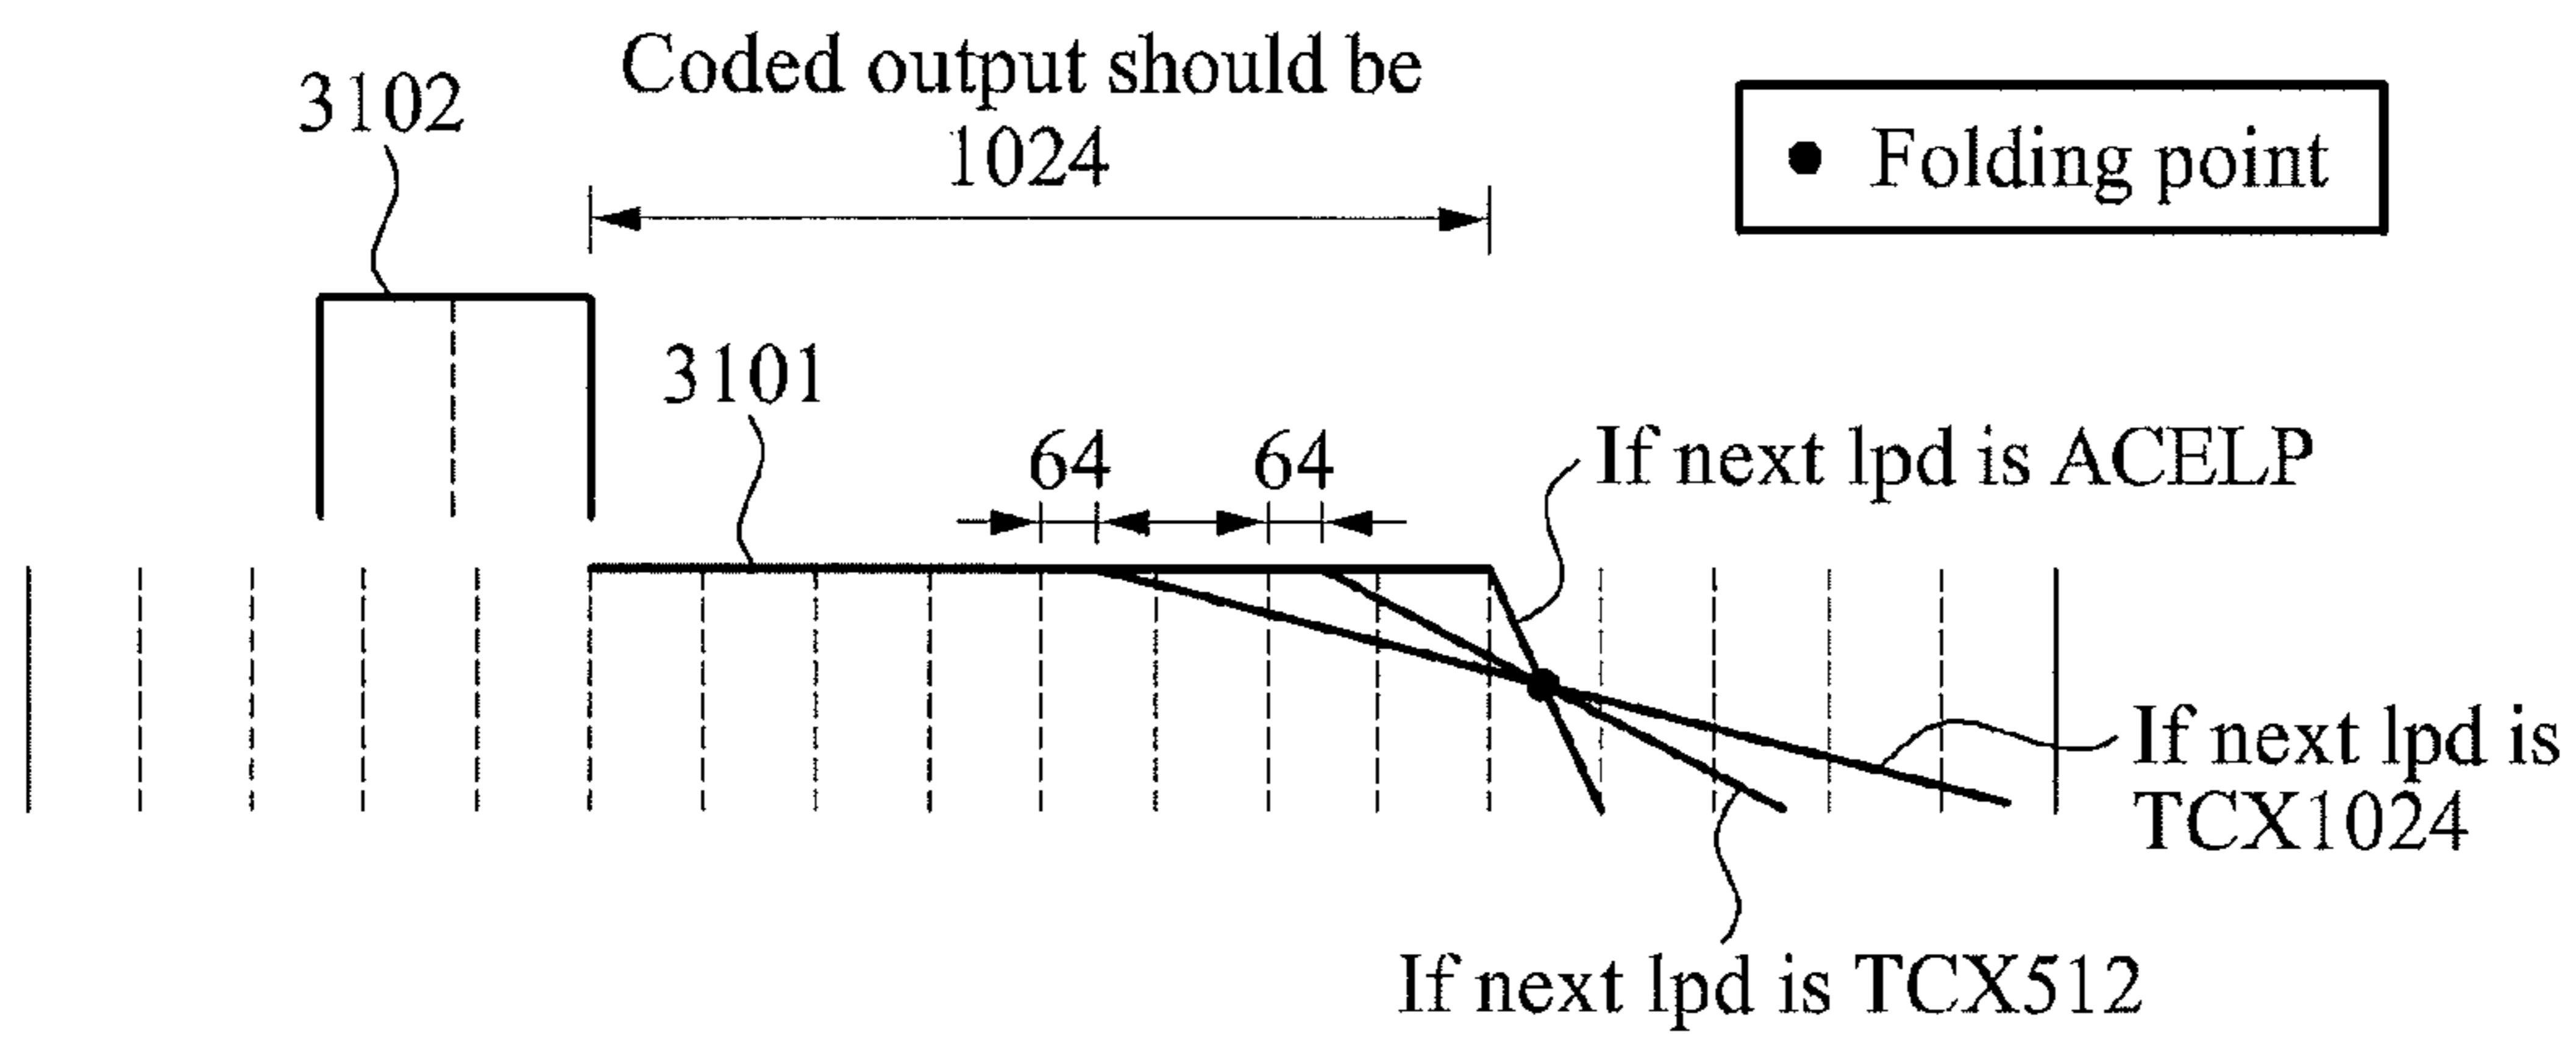 Coded output should be
1024
3102
Folding point
3101
64
64
If next lpd is ACELP
If next lpd is
TCX1024
If next lpd is TCX512